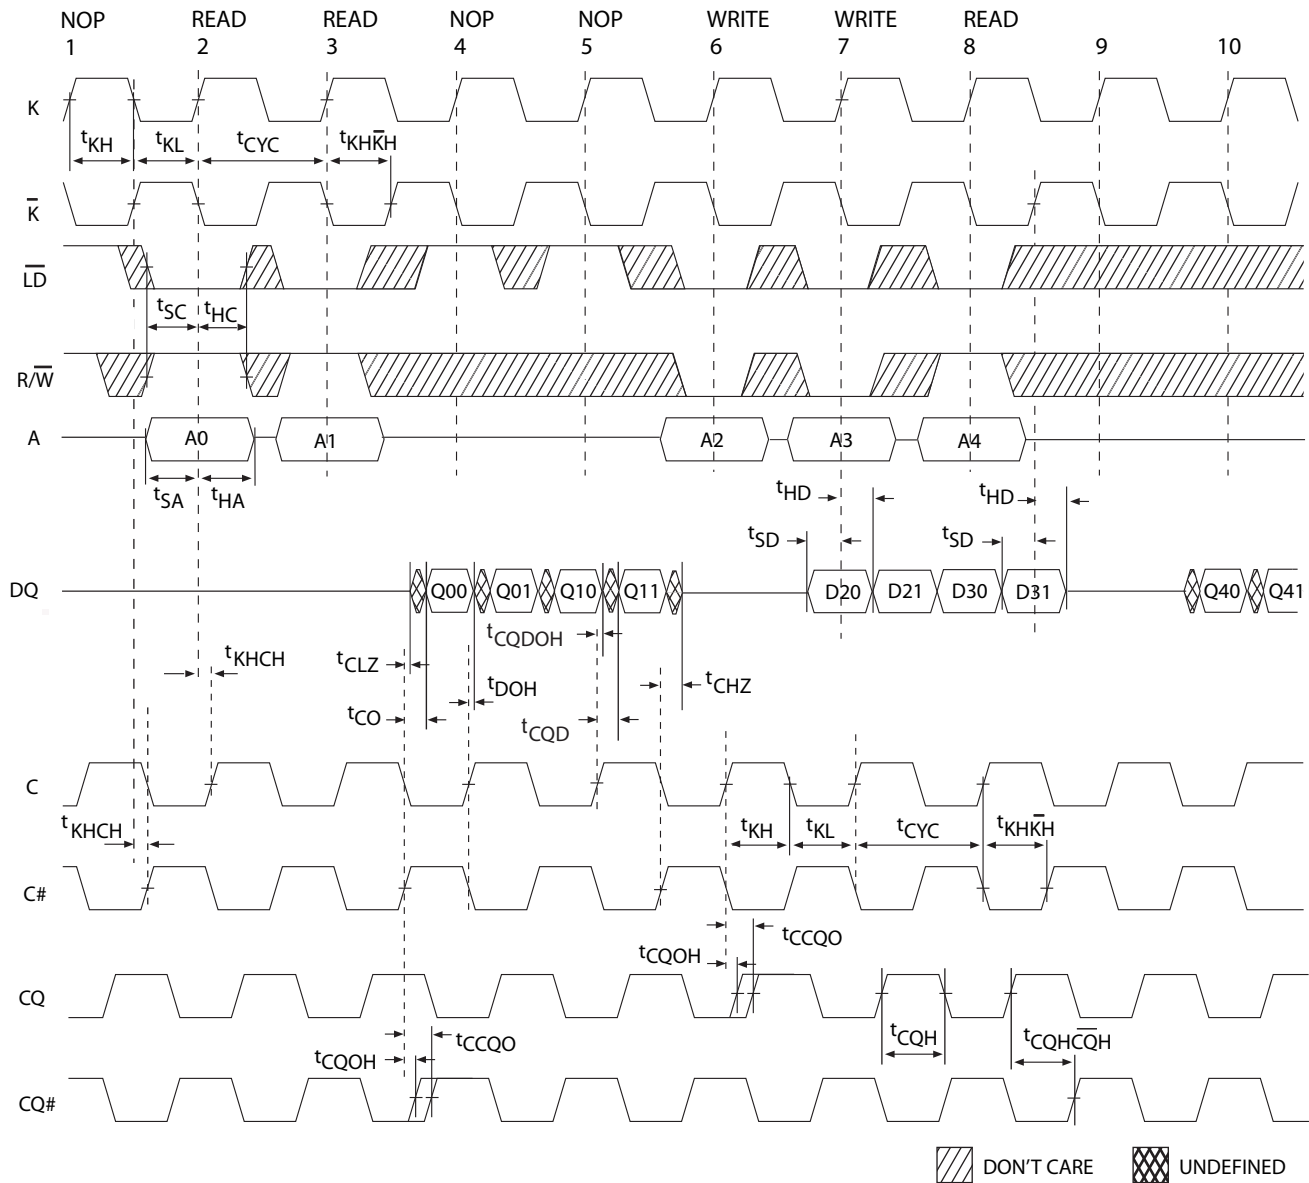 NOP READ READ NOP NOP WRITE WRITE READ
1 2 3 4 5 6 7 8 9 10
K
tKH tKL tCYC tKHK̅H
K̅
L̅D̅
tSC tHC
R/W̅
A A0 A1 A2 A3 A4
tSA tHA tHD tHD
tSD tSD
DQ Q00 Q01 Q10 Q11 D20 D21 D30 D31 Q40 Q41
tCQDOH
tKHCH tCLZ tDOH tCHZ
tCO tCQD
C
tKHCH tKH tKL tCYC tKHK̅H
C#
tCCQO
tCQOH
CQ
tCCQO tCQH tCQHC̅Q̅H
tCQOH
CQ#
DON'T CARE UNDEFINED